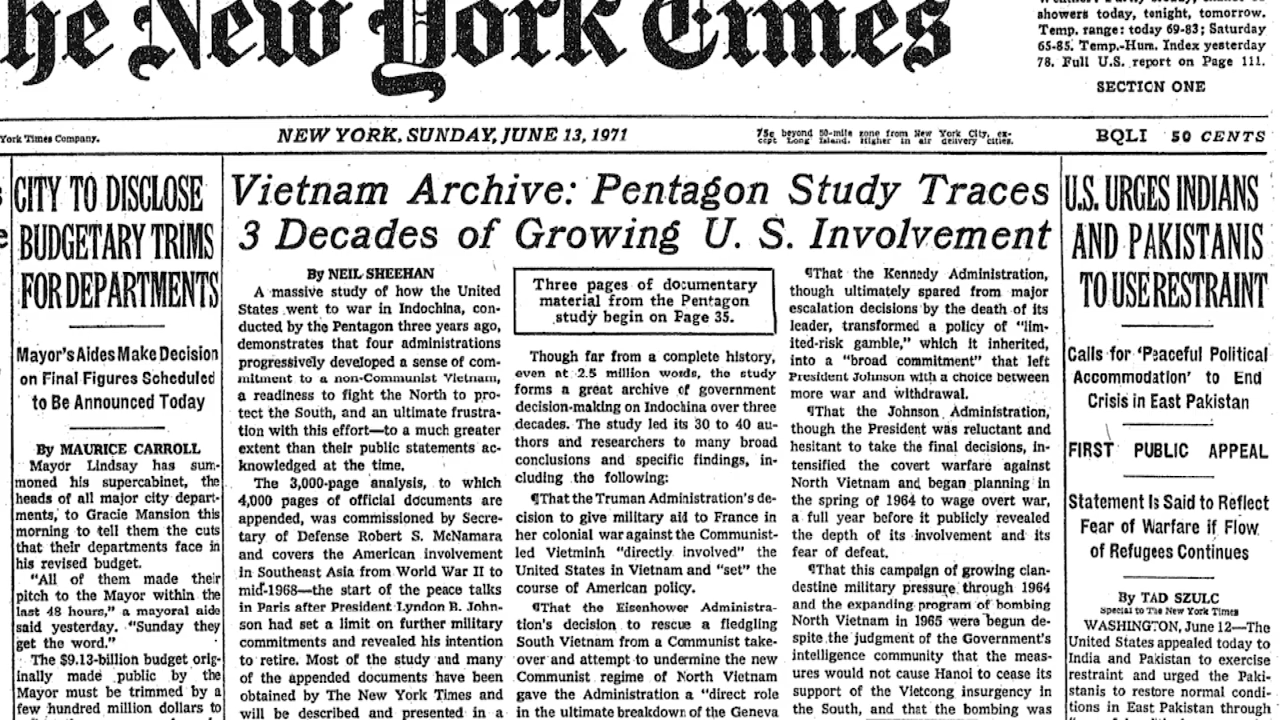 The New York Times
showers today, tonight, tomorrow.
Temp. range: today 69-83; Saturday
65-85. Temp.-Hum. Index yesterday
78. Full U.S. report on Page 111.
SECTION ONE
York Times Company.
NEW YORK, SUNDAY, JUNE 13, 1971
75c beyond 50-mile zone from New York City, ex-
cept Long Island. Higher in air delivery cities.
BQLI 50 CENTS
CITY TO DISCLOSE
BUDGETARY TRIMS
FOR DEPARTMENTS
Mayor's Aides Make Decision
on Final Figures Scheduled
to Be Announced Today
By MAURICE CARROLL
Mayor Lindsay has sum-
moned his supercabinet, the
heads of all major city depart-
ments, to Gracie Mansion this
morning to tell them the cuts
that their departments face in
his revised budget.
"All of them made their
pitch to the Mayor within the
last 48 hours," a mayoral aide
said yesterday. "Sunday they
get the word."
The $9.13-billion budget orig-
inally made public by the
Mayor must be trimmed by a
few hundred million dollars to
Vietnam Archive: Pentagon Study Traces
3 Decades of Growing U. S. Involvement
By NEIL SHEEHAN
A massive study of how the United
States went to war in Indochina, con-
ducted by the Pentagon three years ago,
demonstrates that four administrations
progressively developed a sense of com-
mitment to a non-Communist Vietnam,
a readiness to fight the North to pro-
tect the South, and an ultimate frustra-
tion with this effort—to a much greater
extent than their public statements ac-
knowledged at the time.
The 3,000-page analysis, to which
4,000 pages of official documents are
appended, was commissioned by Secre-
tary of Defense Robert S. McNamara
and covers the American involvement
in Southeast Asia from World War II to
mid-1968—the start of the peace talks
in Paris after President Lyndon B. John-
son had set a limit on further military
commitments and revealed his intention
to retire. Most of the study and many
of the appended documents have been
obtained by The New York Times and
will be described and presented in a
Three pages of documentary
material from the Pentagon
study begin on Page 35.
Though far from a complete history,
even at 2.5 million words, the study
forms a great archive of government
decision-making on Indochina over three
decades. The study led its 30 to 40 au-
thors and researchers to many broad
conclusions and specific findings, in-
cluding the following:
¶That the Truman Administration's de-
cision to give military aid to France in
her colonial war against the Communist-
led Vietminh "directly involved" the
United States in Vietnam and "set" the
course of American policy.
¶That the Eisenhower Administra-
tion's decision to rescue a fledgling
South Vietnam from a Communist take-
over and attempt to undermine the new
Communist regime of North Vietnam
gave the Administration a "direct role
in the ultimate breakdown of the Geneva
¶That the Kennedy Administration,
though ultimately spared from major
escalation decisions by the death of its
leader, transformed a policy of "lim-
ited-risk gamble," which it inherited,
into a "broad commitment" that left
President Johnson with a choice between
more war and withdrawal.
¶That the Johnson Administration,
though the President was reluctant and
hesitant to take the final decisions, in-
tensified the covert warfare against
North Vietnam and began planning in
the spring of 1964 to wage overt war,
a full year before it publicly revealed
the depth of its involvement and its
fear of defeat.
¶That this campaign of growing clan-
destine military pressure through 1964
and the expanding program of bombing
North Vietnam in 1965 were begun de-
spite the judgment of the Government's
intelligence community that the meas-
ures would not cause Hanoi to cease its
support of the Vietcong insurgency in
the South, and that the bombing was
U.S. URGES INDIANS
AND PAKISTANIS
TO USE RESTRAINT
Calls for 'Peaceful Political
Accommodation' to End
Crisis in East Pakistan
FIRST PUBLIC APPEAL
Statement Is Said to Reflect
Fear of Warfare if Flow
of Refugees Continues
By TAD SZULC
Special to The New York Times
WASHINGTON, June 12—The
United States appealed today to
India and Pakistan to exercise
restraint and urged the Paki-
stanis to restore normal condi-
tions in East Pakistan through